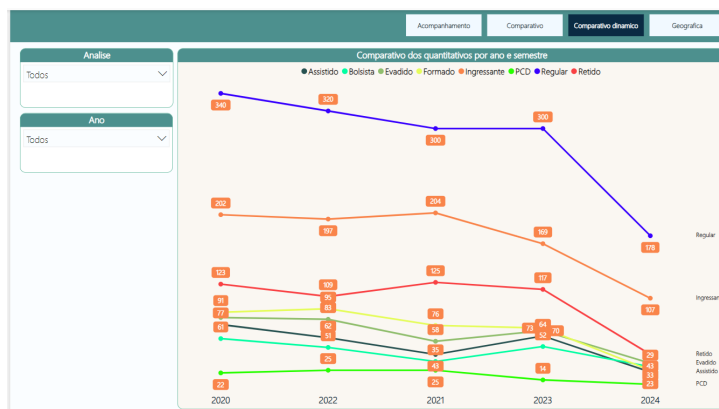 Acompanhamento Comparativo Comparativo dinamico Geografica
Analise
Todos
Ano
Todos
Comparativo dos quantitativos por ano e semestre
Assistido Bolsista Evadido Formado Ingressante PCD Regular Retido
340 320 300 300 178
202 197 204 169 107
123 109 125 117 29
91 95 76 64
77 83 58 73 70 43
61 62 35 52 33
51 43
22 25 25 14 23
Regular
Ingressan
Retido
Evadido
Assistido
PCD
2020 2022 2021 2023 2024